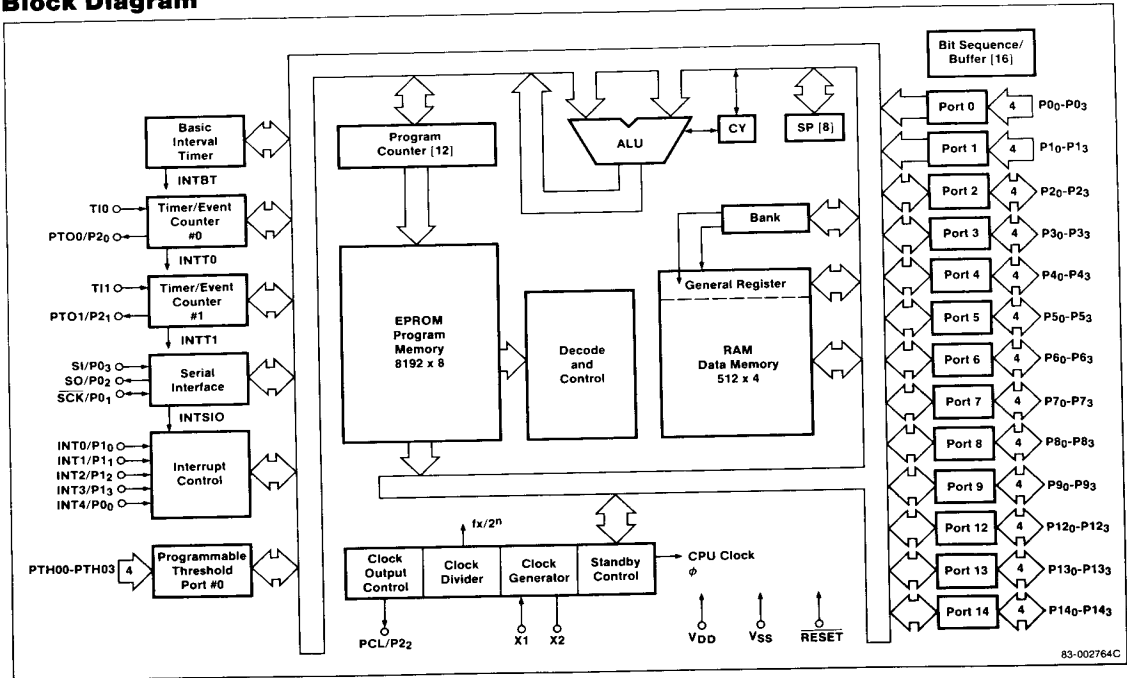 Block Diagram
Bit Sequence/
Buffer [16]
Basic
Interval
Timer
INTBT
TI0
PTO0/P2₀
Timer/Event
Counter
#0
INTT0
TI1
PTO1/P2₁
Timer/Event
Counter
#1
INTT1
SI/P0₃
SO/P0₂
S̅C̅K̅/P0₁
Serial
Interface
INTSIO
INT0/P1₀
INT1/P1₁
INT2/P1₂
INT3/P1₃
INT4/P0₀
Interrupt
Control
PTH00-PTH03
4
Programmable
Threshold
Port #0
Program
Counter [12]
ALU
CY
SP [8]
Bank
General Register
EPROM
Program
Memory
8192 x 8
Decode
and
Control
RAM
Data Memory
512 x 4
fx/2ⁿ
Clock
Output
Control
Clock
Divider
Clock
Generator
Standby
Control
CPU Clock
ϕ
PCL/P2₂
X1
X2
V_DD
V_SS
R̅E̅S̅E̅T̅
Port 0
4
P0₀-P0₃
Port 1
4
P1₀-P1₃
Port 2
4
P2₀-P2₃
Port 3
4
P3₀-P3₃
Port 4
4
P4₀-P4₃
Port 5
4
P5₀-P5₃
Port 6
4
P6₀-P6₃
Port 7
4
P7₀-P7₃
Port 8
4
P8₀-P8₃
Port 9
4
P9₀-P9₃
Port 12
4
P12₀-P12₃
Port 13
4
P13₀-P13₃
Port 14
4
P14₀-P14₃
83-002764C